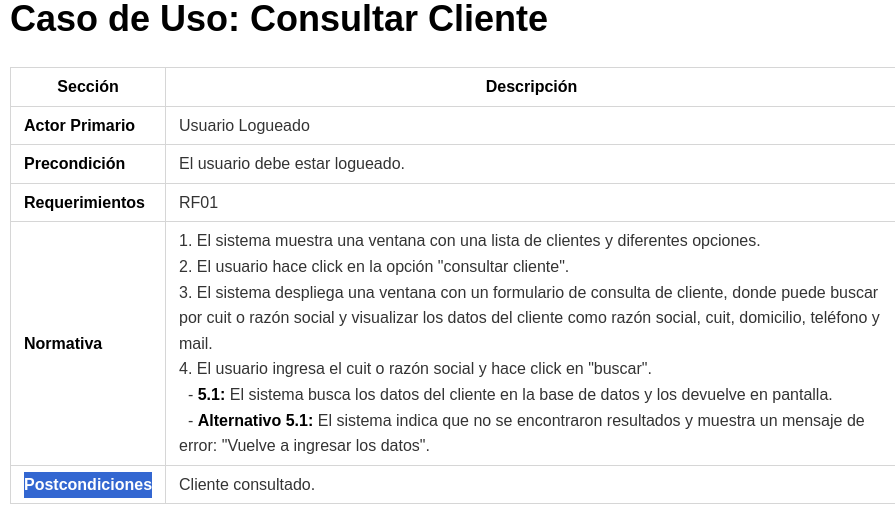 Caso de Uso: Consultar Cliente
Sección Descripción
Actor Primario Usuario Logueado
Precondición El usuario debe estar logueado.
Requerimientos RF01
Normativa
1. El sistema muestra una ventana con una lista de clientes y diferentes opciones.
2. El usuario hace click en la opción "consultar cliente".
3. El sistema despliega una ventana con un formulario de consulta de cliente, donde puede buscar
por cuit o razón social y visualizar los datos del cliente como razón social, cuit, domicilio, teléfono y
mail.
4. El usuario ingresa el cuit o razón social y hace click en "buscar".
- 5.1: El sistema busca los datos del cliente en la base de datos y los devuelve en pantalla.
- Alternativo 5.1: El sistema indica que no se encontraron resultados y muestra un mensaje de
error: "Vuelve a ingresar los datos".
Postcondiciones Cliente consultado.